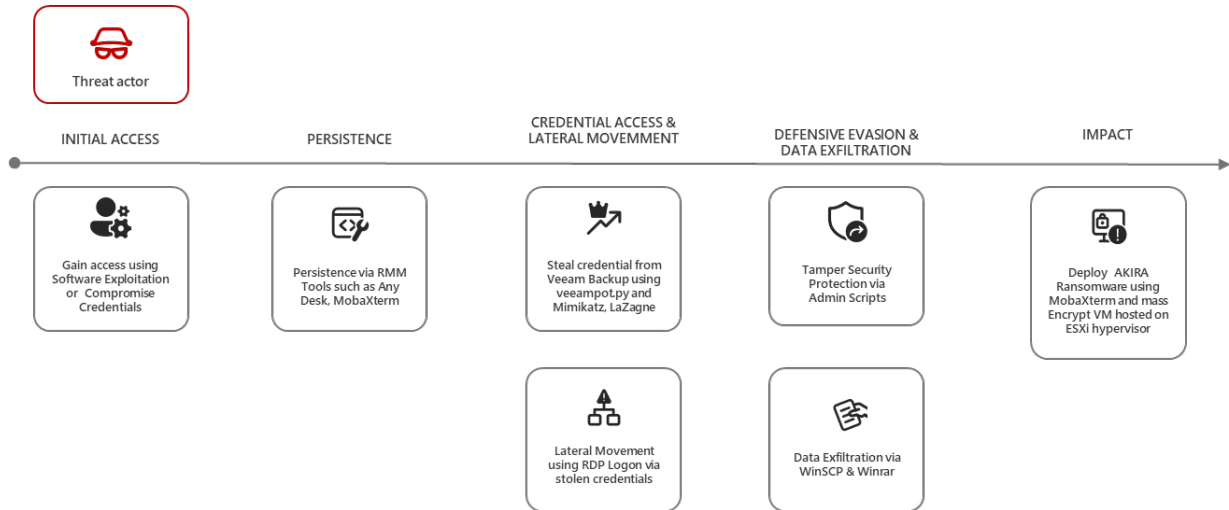 Threat actor
INITIAL ACCESS
PERSISTENCE
CREDENTIAL ACCESS &
LATERAL MOVEMMENT
DEFENSIVE EVASION &
DATA EXFILTRATION
IMPACT
Gain access using
Software Exploitation
or Compromise
Credentials
Persistence via RMM
Tools such as Any
Desk, MobaXterm
Steal credential from
Veeam Backup using
veeampot.py and
Mimikatz, LaZagne
Tamper Security
Protection via
Admin Scripts
Deploy AKIRA
Ransomware using
MobaXterm and mass
Encrypt VM hosted on
ESXi hypervisor
Lateral Movement
using RDP Logon via
stolen credentials
Data Exfiltration via
WinSCP & Winrar